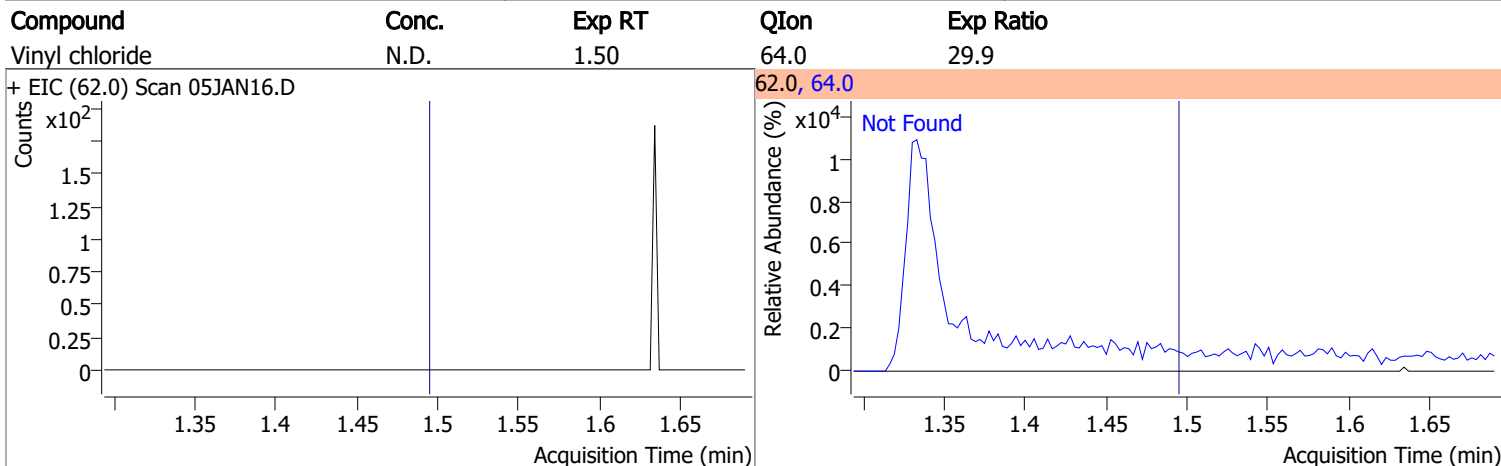 Compound Conc. Exp RT QIon Exp Ratio
Vinyl chloride N.D. 1.50 64.0 29.9
+ EIC (62.0) Scan 05JAN16.D
Counts
x10²
1.5
1.25
1
0.75
0.5
0.25
0
1.35 1.4 1.45 1.5 1.55 1.6 1.65
Acquisition Time (min)
62.0, 64.0
Relative Abundance (%)
x10⁴
Not Found
1
0.8
0.6
0.4
0.2
0
1.35 1.4 1.45 1.5 1.55 1.6 1.65
Acquisition Time (min)